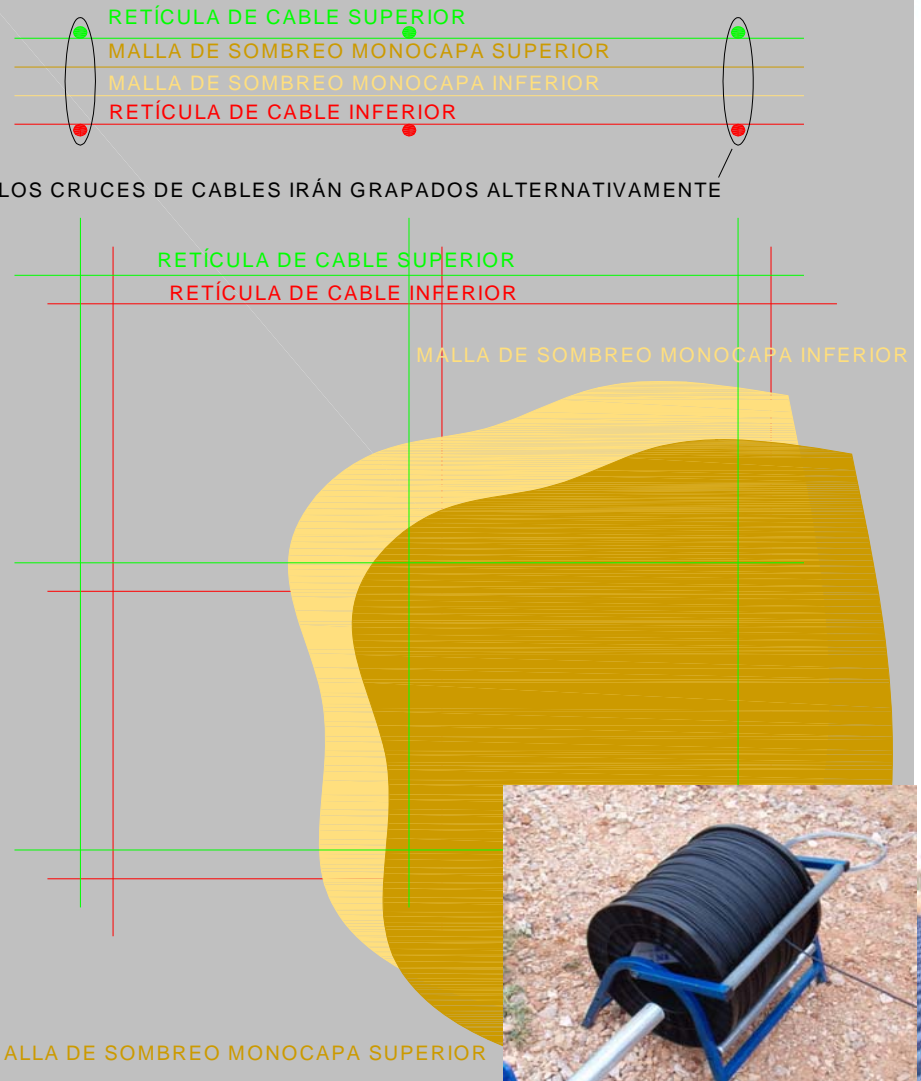 RETÍCULA DE CABLE SUPERIOR
MALLA DE SOMBREO MONOCAPA SUPERIOR
MALLA DE SOMBREO MONOCAPA INFERIOR
RETÍCULA DE CABLE INFERIOR
LOS CRUCES DE CABLES IRÁN GRAPADOS ALTERNATIVAMENTE
RETÍCULA DE CABLE SUPERIOR
RETÍCULA DE CABLE INFERIOR
MALLA DE SOMBREO MONOCAPA INFERIOR
ALLA DE SOMBREO MONOCAPA SUPERIOR